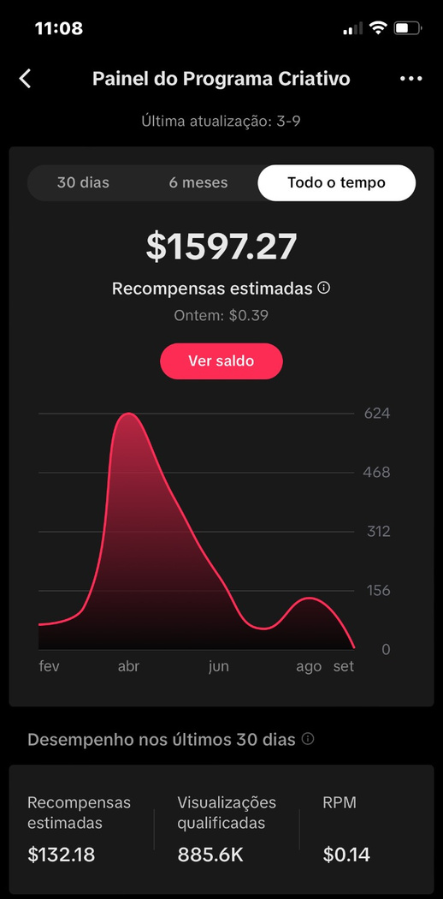 11:08
Painel do Programa Criativo
Última atualização: 3-9
30 dias 6 meses Todo o tempo
$1597.27
Recompensas estimadas
Ontem: $0.39
Ver saldo
624
468
312
156
0
fev abr jun ago set
Desempenho nos últimos 30 dias
Recompensas estimadas Visualizações qualificadas RPM
$132.18 885.6K $0.14